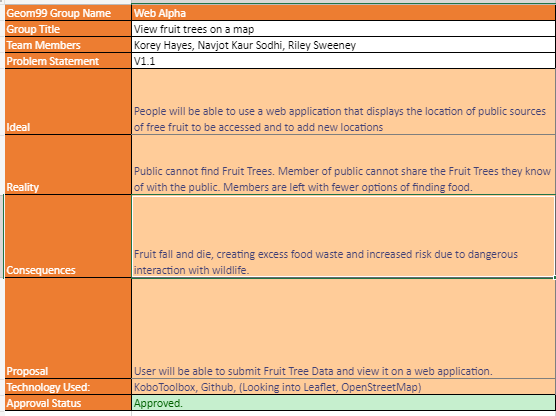 Geom99 Group Name Web Alpha
Group Title View fruit trees on a map
Team Members Korey Hayes, Navjot Kaur Sodhi, Riley Sweeney
Problem Statement V1.1
People will be able to use a web application that displays the location of public sources
Ideal of free fruit to be accessed and to add new locations
Public cannot find Fruit Trees. Member of public cannot share the Fruit Trees they know
Reality of with the public. Members are left with fewer options of finding food.
Fruit fall and die, creating excess food waste and increased risk due to dangerous
Consequences interaction with wildlife.
Proposal User will be able to submit Fruit Tree Data and view it on a web application.
Technology Used: KoboToolbox, Github, (Looking into Leaflet, OpenStreetMap)
Approval Status Approved.